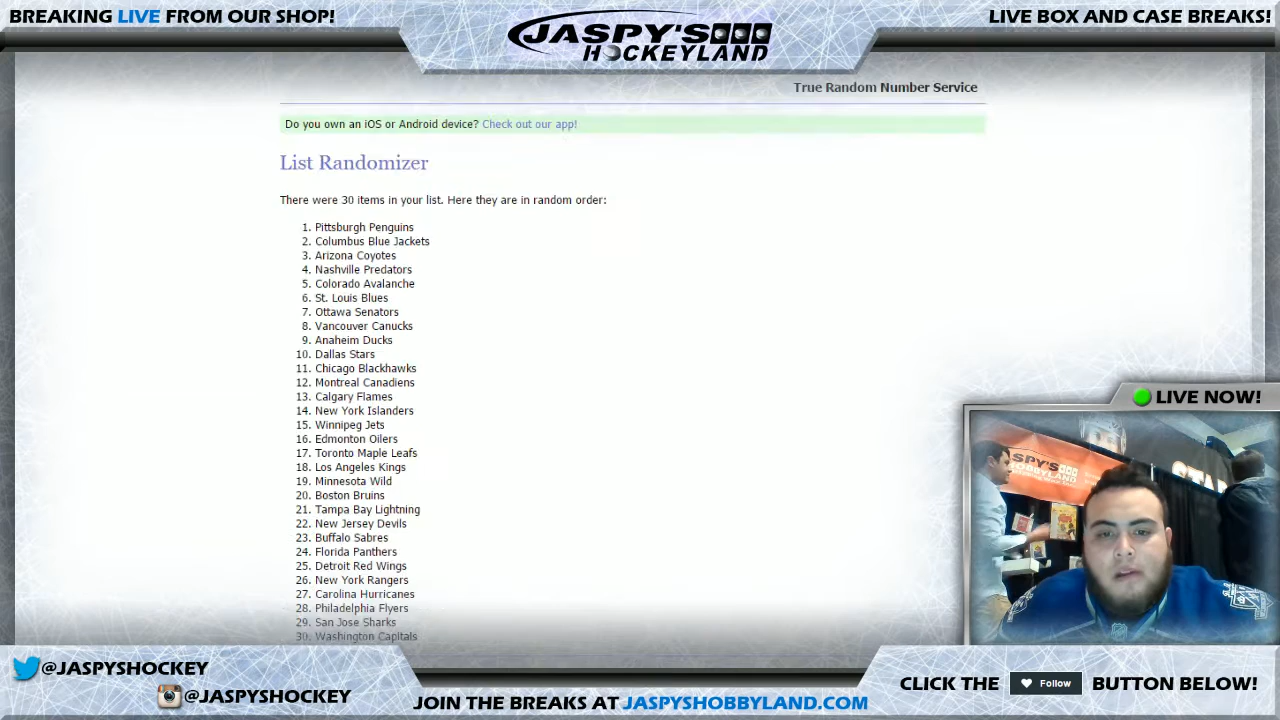 BREAKING LIVE FROM OUR SHOP!
JASPY'S
HOCKEYLAND
LIVE BOX AND CASE BREAKS!
True Random Number Service
Do you own an iOS or Android device? Check out our app!
List Randomizer
There were 30 items in your list. Here they are in random order:
1. Pittsburgh Penguins
2. Columbus Blue Jackets
3. Arizona Coyotes
4. Nashville Predators
5. Colorado Avalanche
6. St. Louis Blues
7. Ottawa Senators
8. Vancouver Canucks
9. Anaheim Ducks
10. Dallas Stars
11. Chicago Blackhawks
12. Montreal Canadiens
13. Calgary Flames
14. New York Islanders
15. Winnipeg Jets
16. Edmonton Oilers
17. Toronto Maple Leafs
18. Los Angeles Kings
19. Minnesota Wild
20. Boston Bruins
21. Tampa Bay Lightning
22. New Jersey Devils
23. Buffalo Sabres
24. Florida Panthers
25. Detroit Red Wings
26. New York Rangers
27. Carolina Hurricanes
28. Philadelphia Flyers
29. San Jose Sharks
30. Washington Capitals
LIVE NOW!
@JASPYSHOCKEY
@JASPYSHOCKEY
JOIN THE BREAKS AT JASPYSHOBBYLAND.COM
CLICK THE Follow BUTTON BELOW!